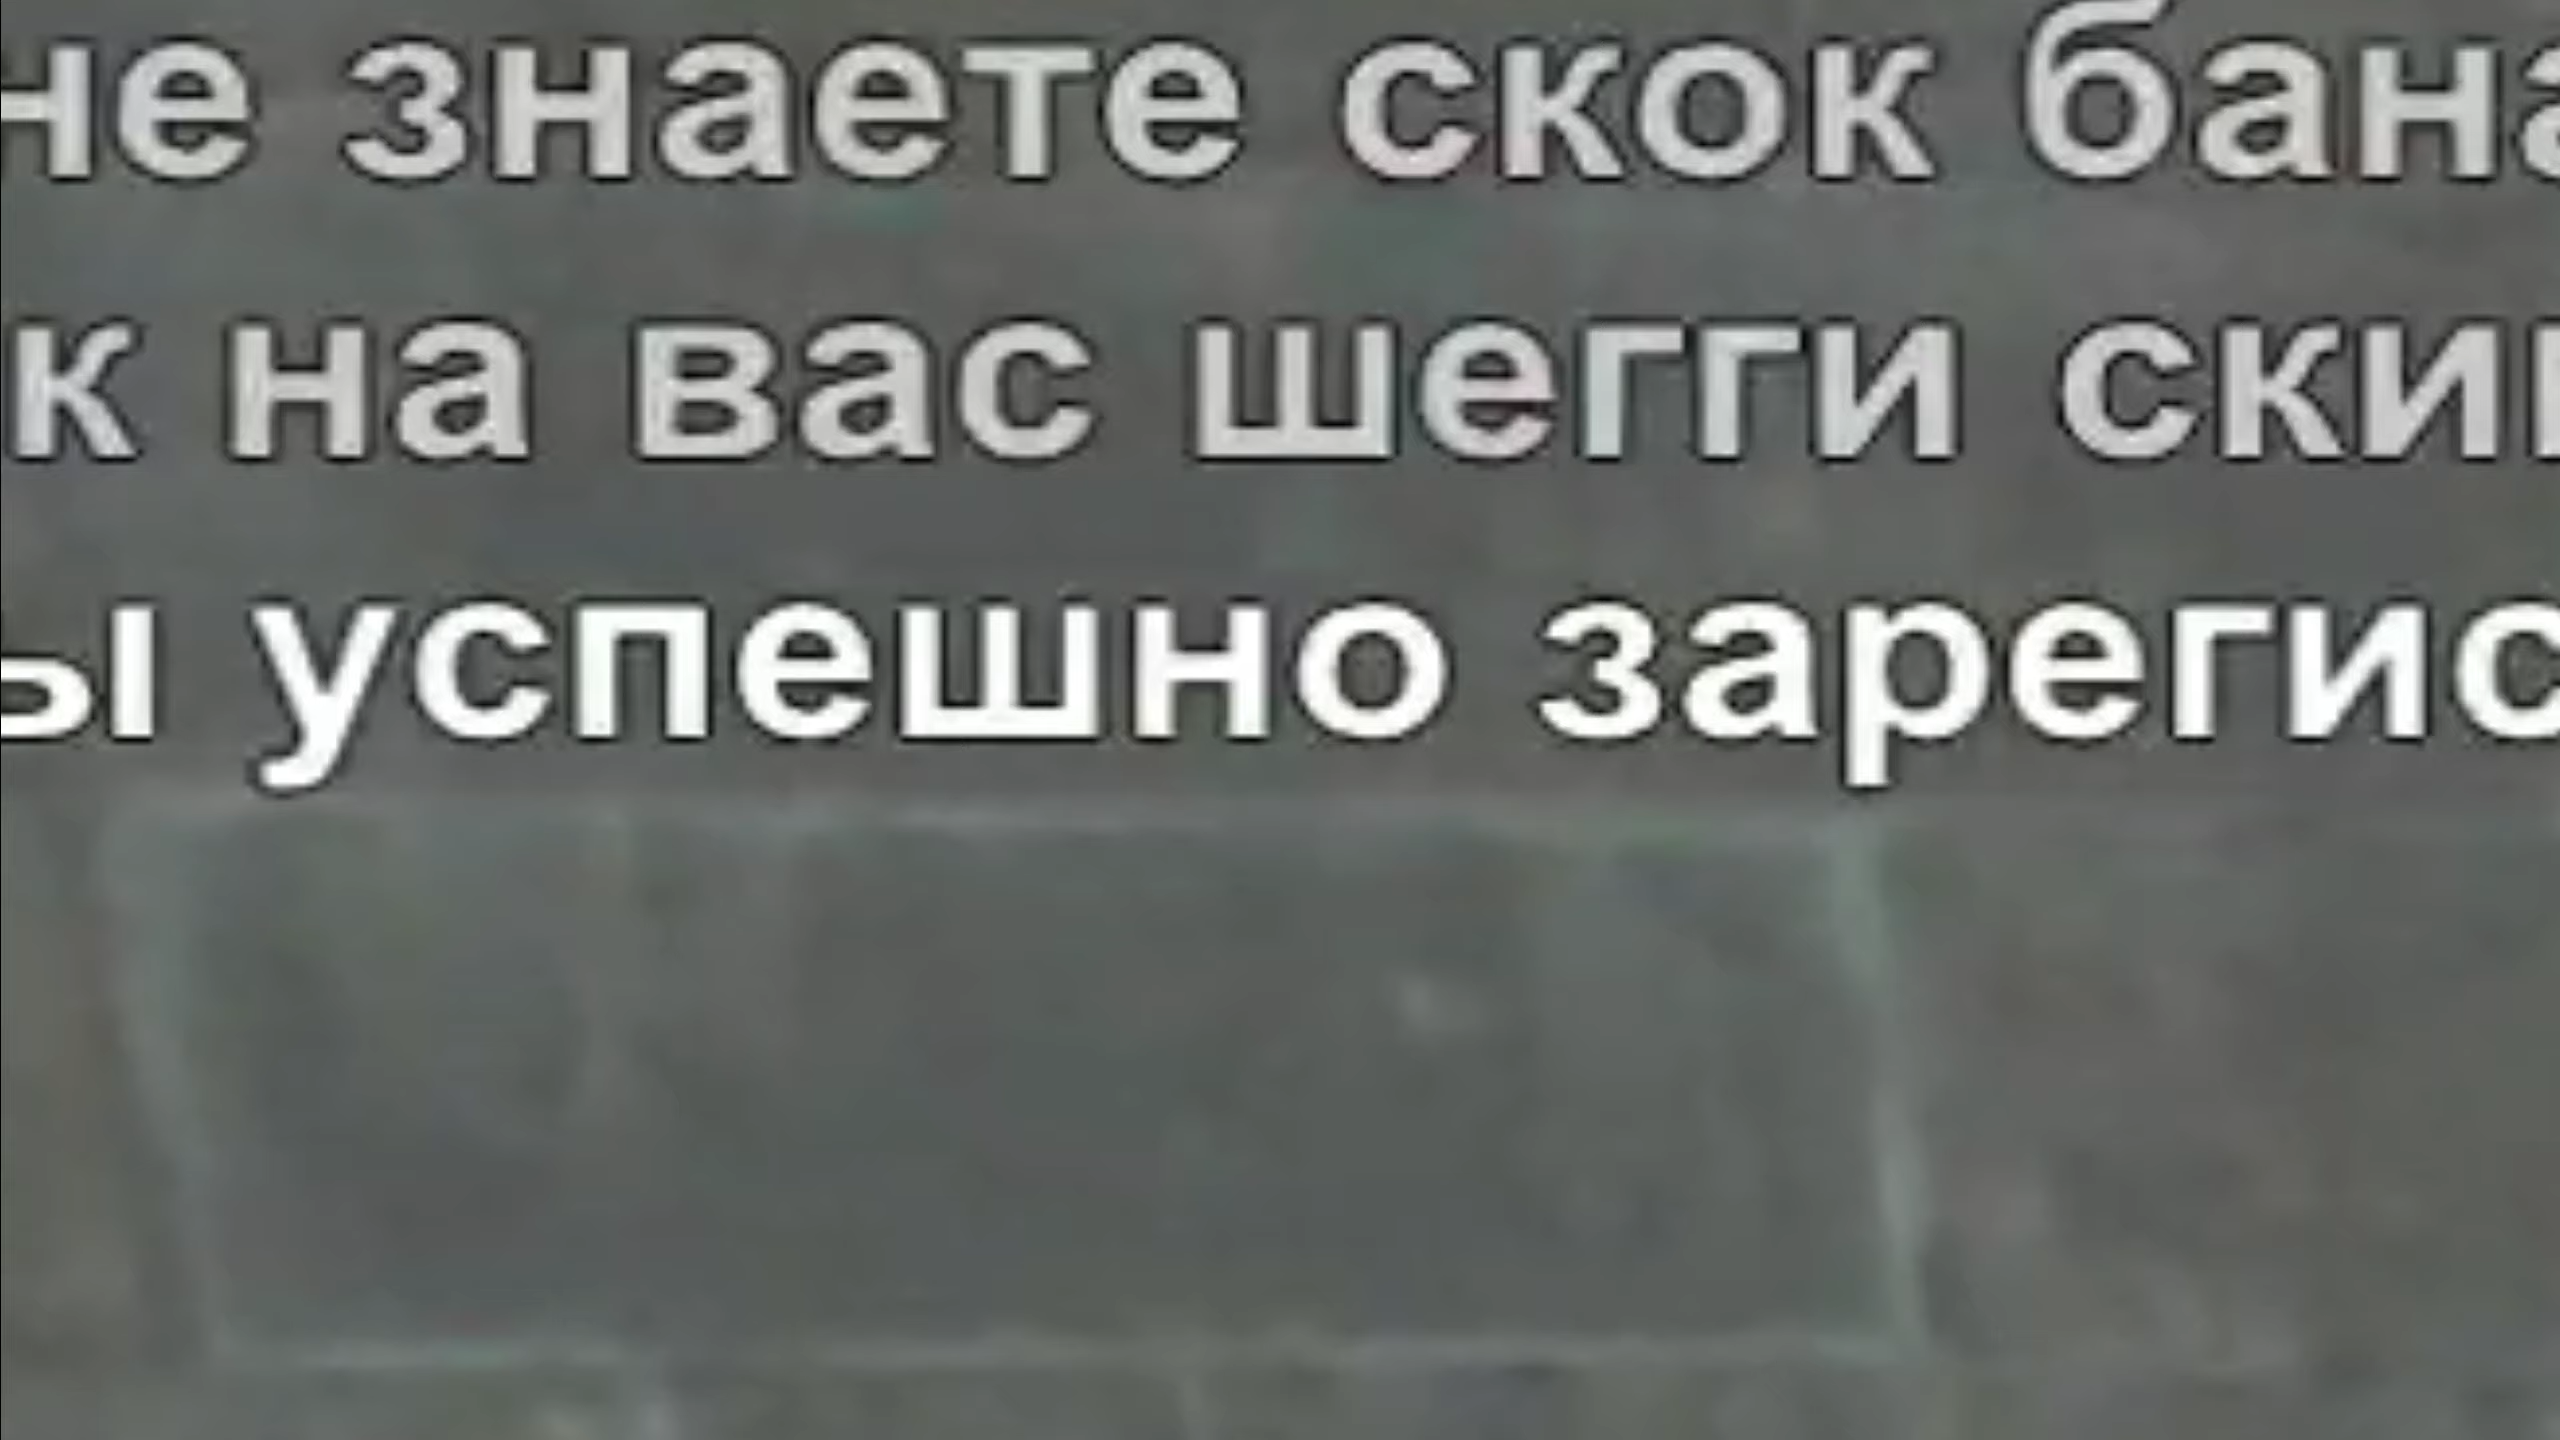 не знаете скок бана
к на вас шегги ски
ы успешно зарегис